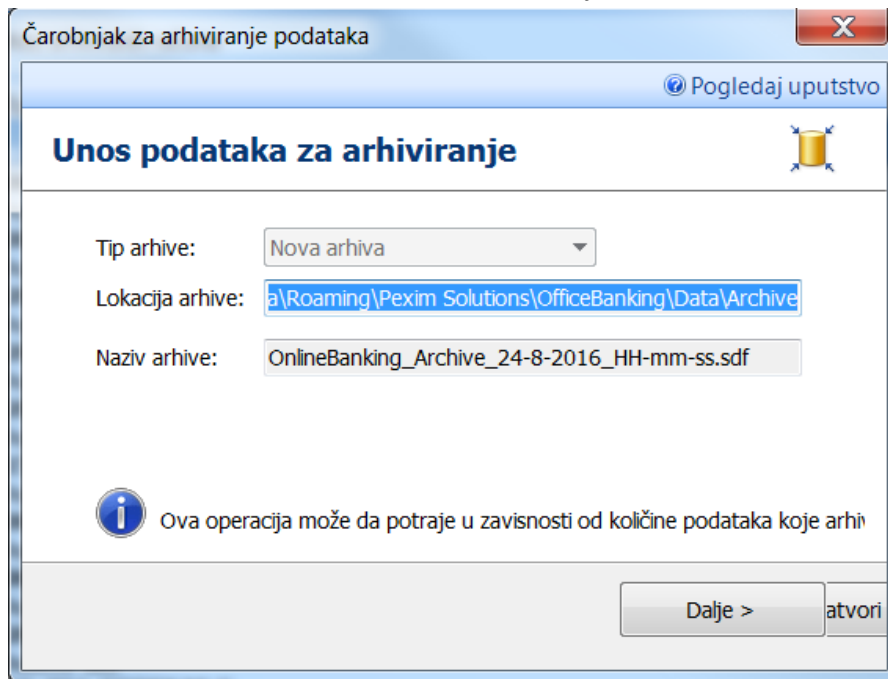 Čarobnjak za arhiviranje podataka
X
Pogledaj uputstvo
Unos podataka za arhiviranje
Tip arhive: Nova arhiva
Lokacija arhive: a\Roaming\Pexim Solutions\OfficeBanking\Data\Archive
Naziv arhive: OnlineBanking_Archive_24-8-2016_HH-mm-ss.sdf
Ova operacija može da potraje u zavisnosti od količine podataka koje arhiv
Dalje > atvori